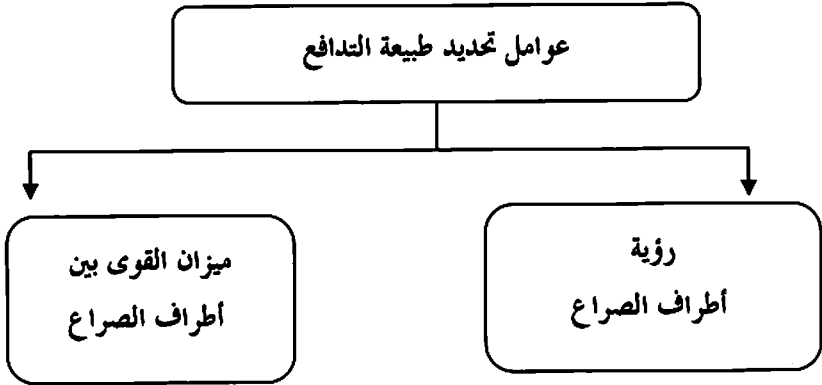 عوامل تحديد طبيعة التدافع
رؤية
أطراف الصراع
ميزان القوى بين
أطراف الصراع